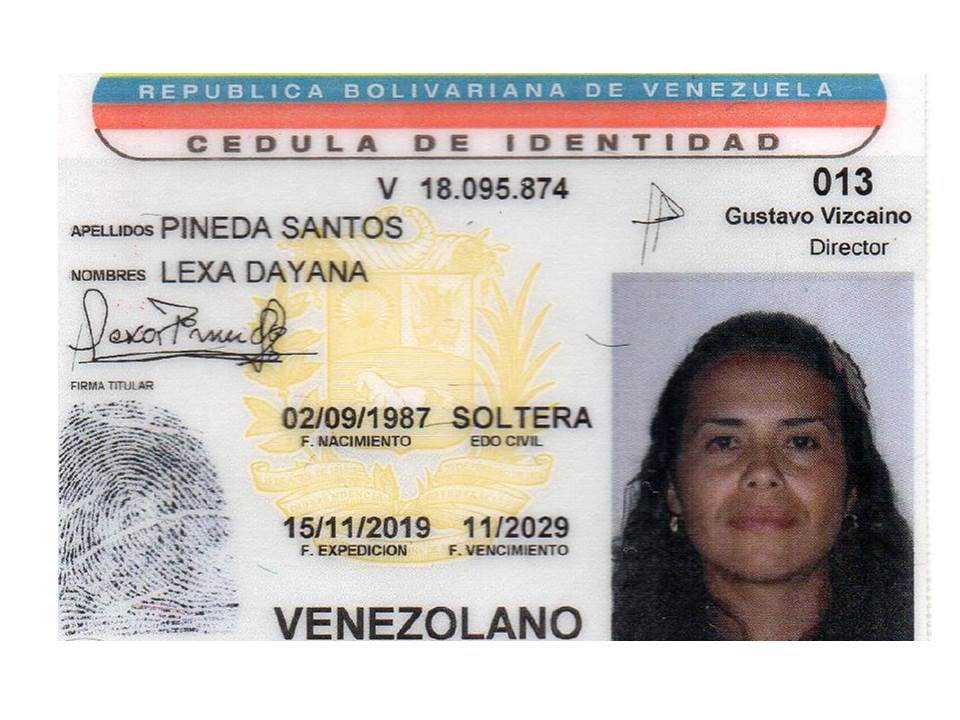 REPUBLICA BOLIVARIANA DE VENEZUELA
CEDULA DE IDENTIDAD
V 18.095.874
013
Gustavo Vizcaino
Director
APELLIDOS PINEDA SANTOS
NOMBRES LEXA DAYANA
FIRMA TITULAR
02/09/1987 SOLTERA
F. NACIMIENTO EDO CIVIL
15/11/2019 11/2029
F. EXPEDICION F. VENCIMIENTO
VENEZOLANO